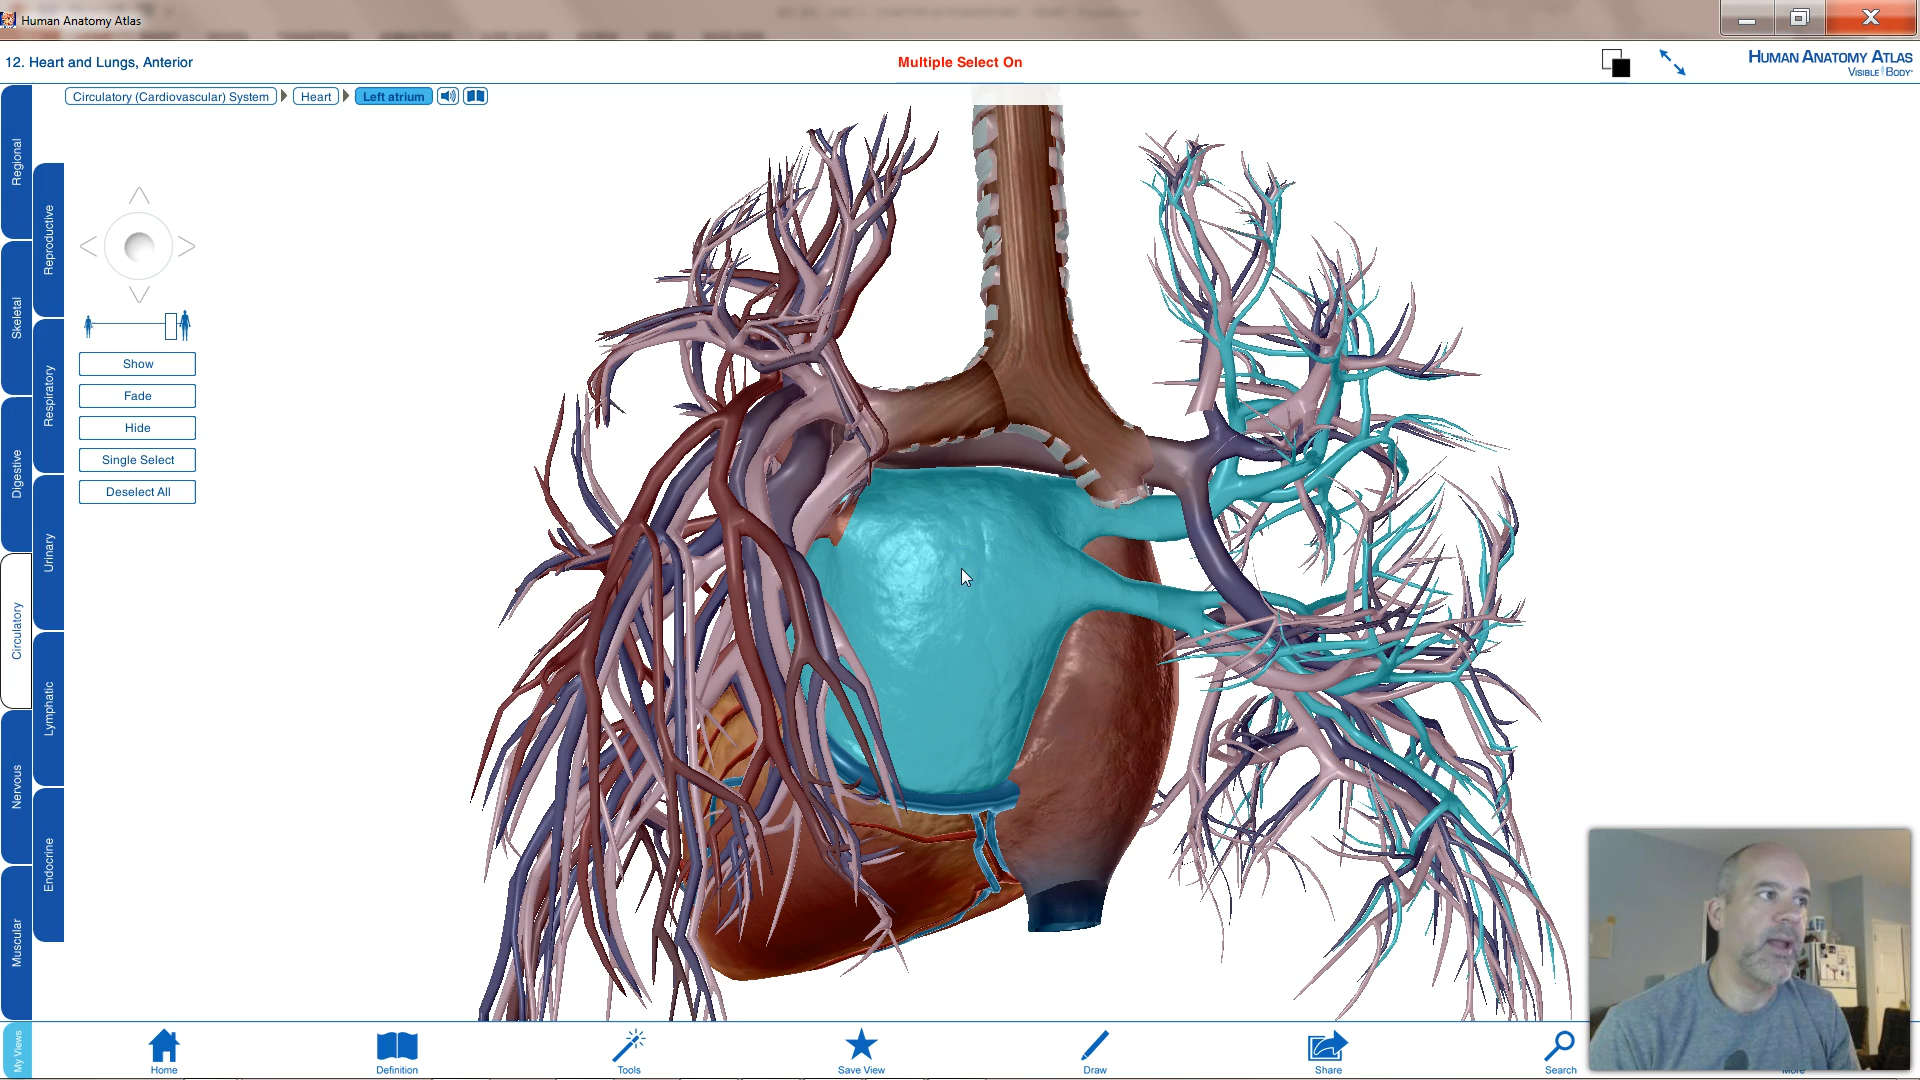 Human Anatomy Atlas
12. Heart and Lungs, Anterior
Multiple Select On
HUMAN ANATOMY ATLAS
VISIBLE BODY
Circulatory (Cardiovascular) System
Heart
Left atrium
Regional
Skeletal
Digestive
Circulatory
Nervous
Muscular
My Views
Reproductive
Respiratory
Urinary
Lymphatic
Endocrine
Show
Fade
Hide
Single Select
Deselect All
Home
Definition
Tools
Save View
Draw
Share
Search
More